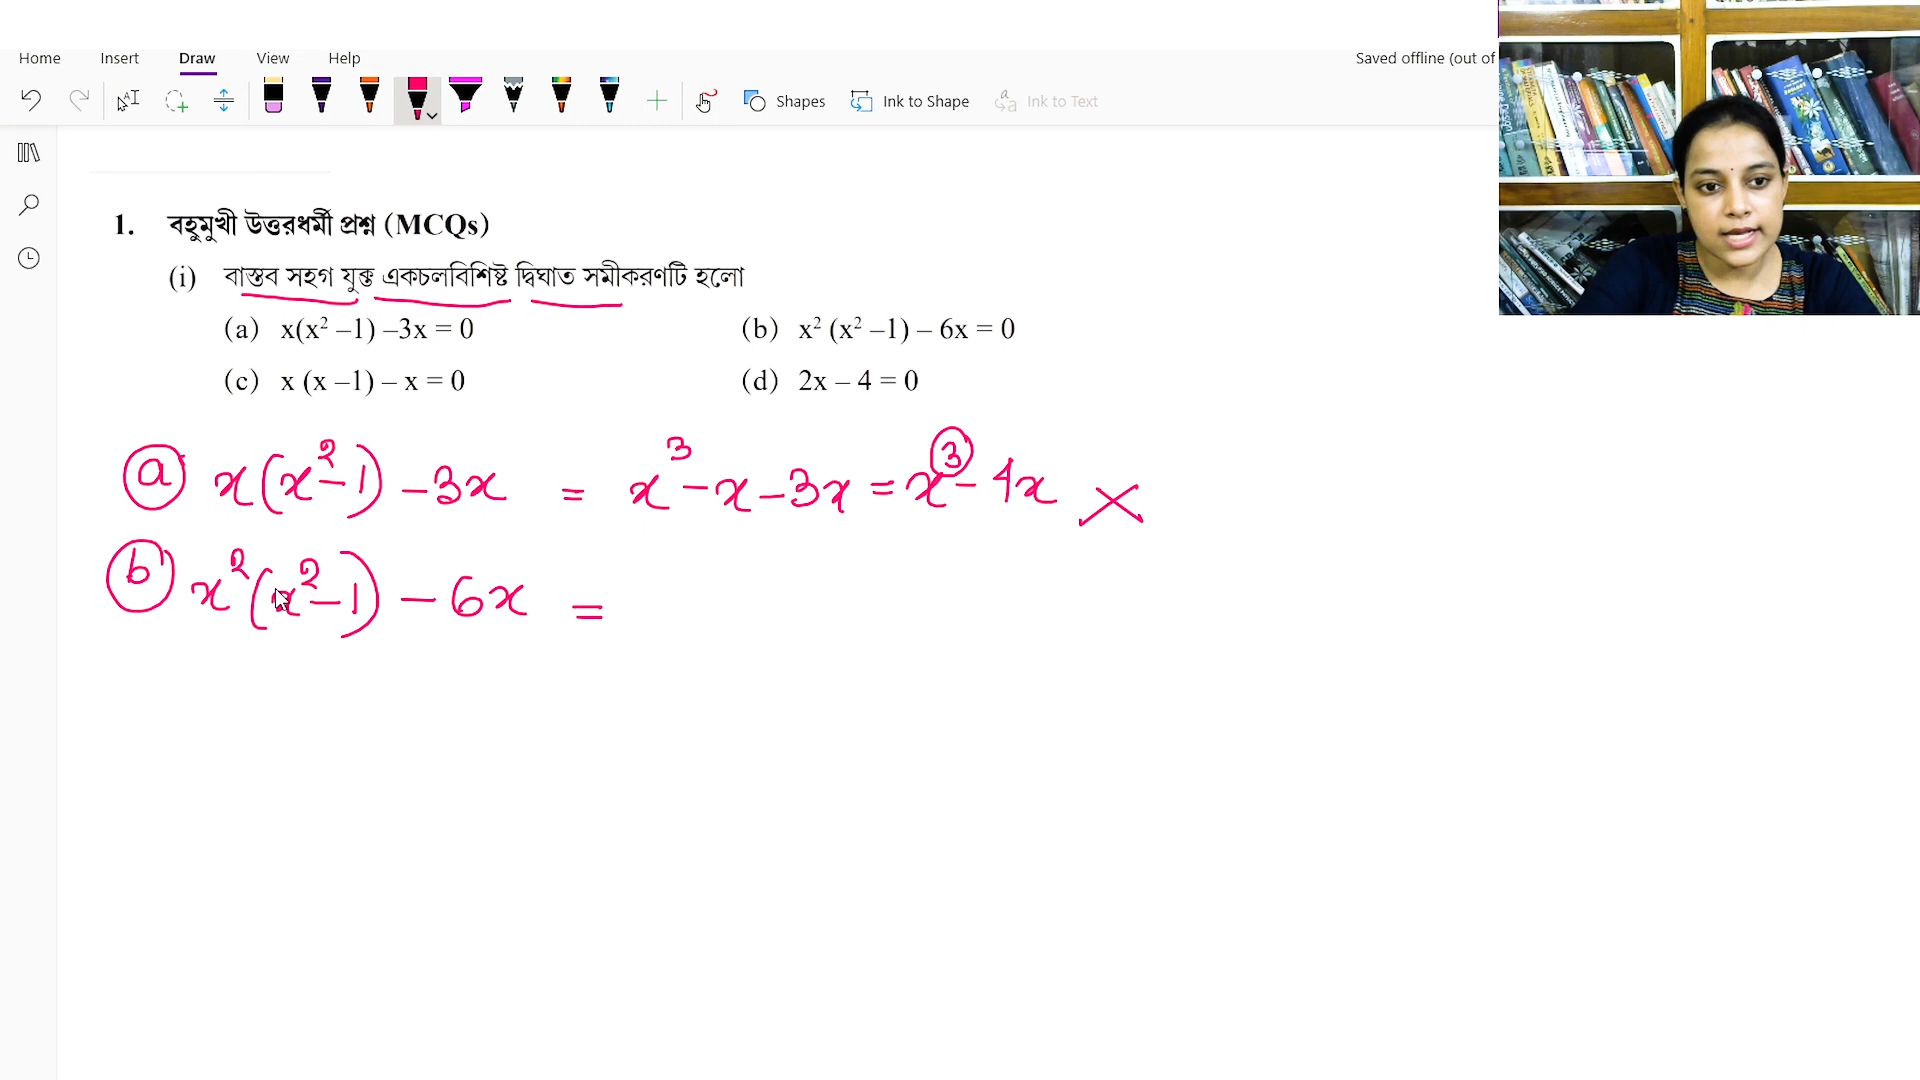 Home Insert Draw View Help Saved offline (out of
Shapes Ink to Shape Ink to Text
1. বহুমুখী উত্তরধর্মী প্রশ্ন (MCQs)
(i) বাস্তব সহগ যুক্ত একচলবিশিষ্ট দ্বিঘাত সমীকরণটি হলো
(a) x(x² –1) –3x = 0 (b) x² (x² –1) – 6x = 0
(c) x (x –1) – x = 0 (d) 2x – 4 = 0
a x(x²-1) -3x = x³-x-3x = x³- 4x ×
b x²(x²-1) - 6x =